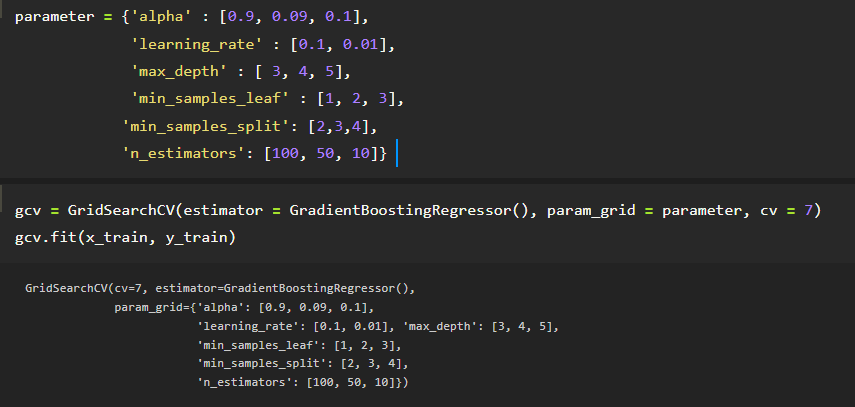 parameter = {'alpha' : [0.9, 0.09, 0.1],
'learning_rate' : [0.1, 0.01],
'max_depth' : [ 3, 4, 5],
'min_samples_leaf' : [1, 2, 3],
'min_samples_split': [2,3,4],
'n_estimators': [100, 50, 10]}
gcv = GridSearchCV(estimator = GradientBoostingRegressor(), param_grid = parameter, cv = 7)
gcv.fit(x_train, y_train)
GridSearchCV(cv=7, estimator=GradientBoostingRegressor(),
param_grid={'alpha': [0.9, 0.09, 0.1],
'learning_rate': [0.1, 0.01], 'max_depth': [3, 4, 5],
'min_samples_leaf': [1, 2, 3],
'min_samples_split': [2, 3, 4],
'n_estimators': [100, 50, 10]})